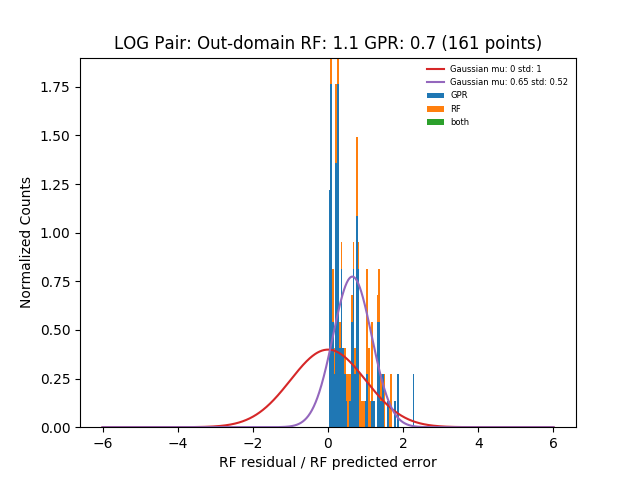 LOG Pair: Out-domain RF: 1.1 GPR: 0.7 (161 points)
Gaussian mu: 0 std: 1
Gaussian mu: 0.65 std: 0.52
GPR
RF
both
Normalized Counts
1.75
1.50
1.25
1.00
0.75
0.50
0.25
0.00
−6 −4 −2 0 2 4 6
RF residual / RF predicted error